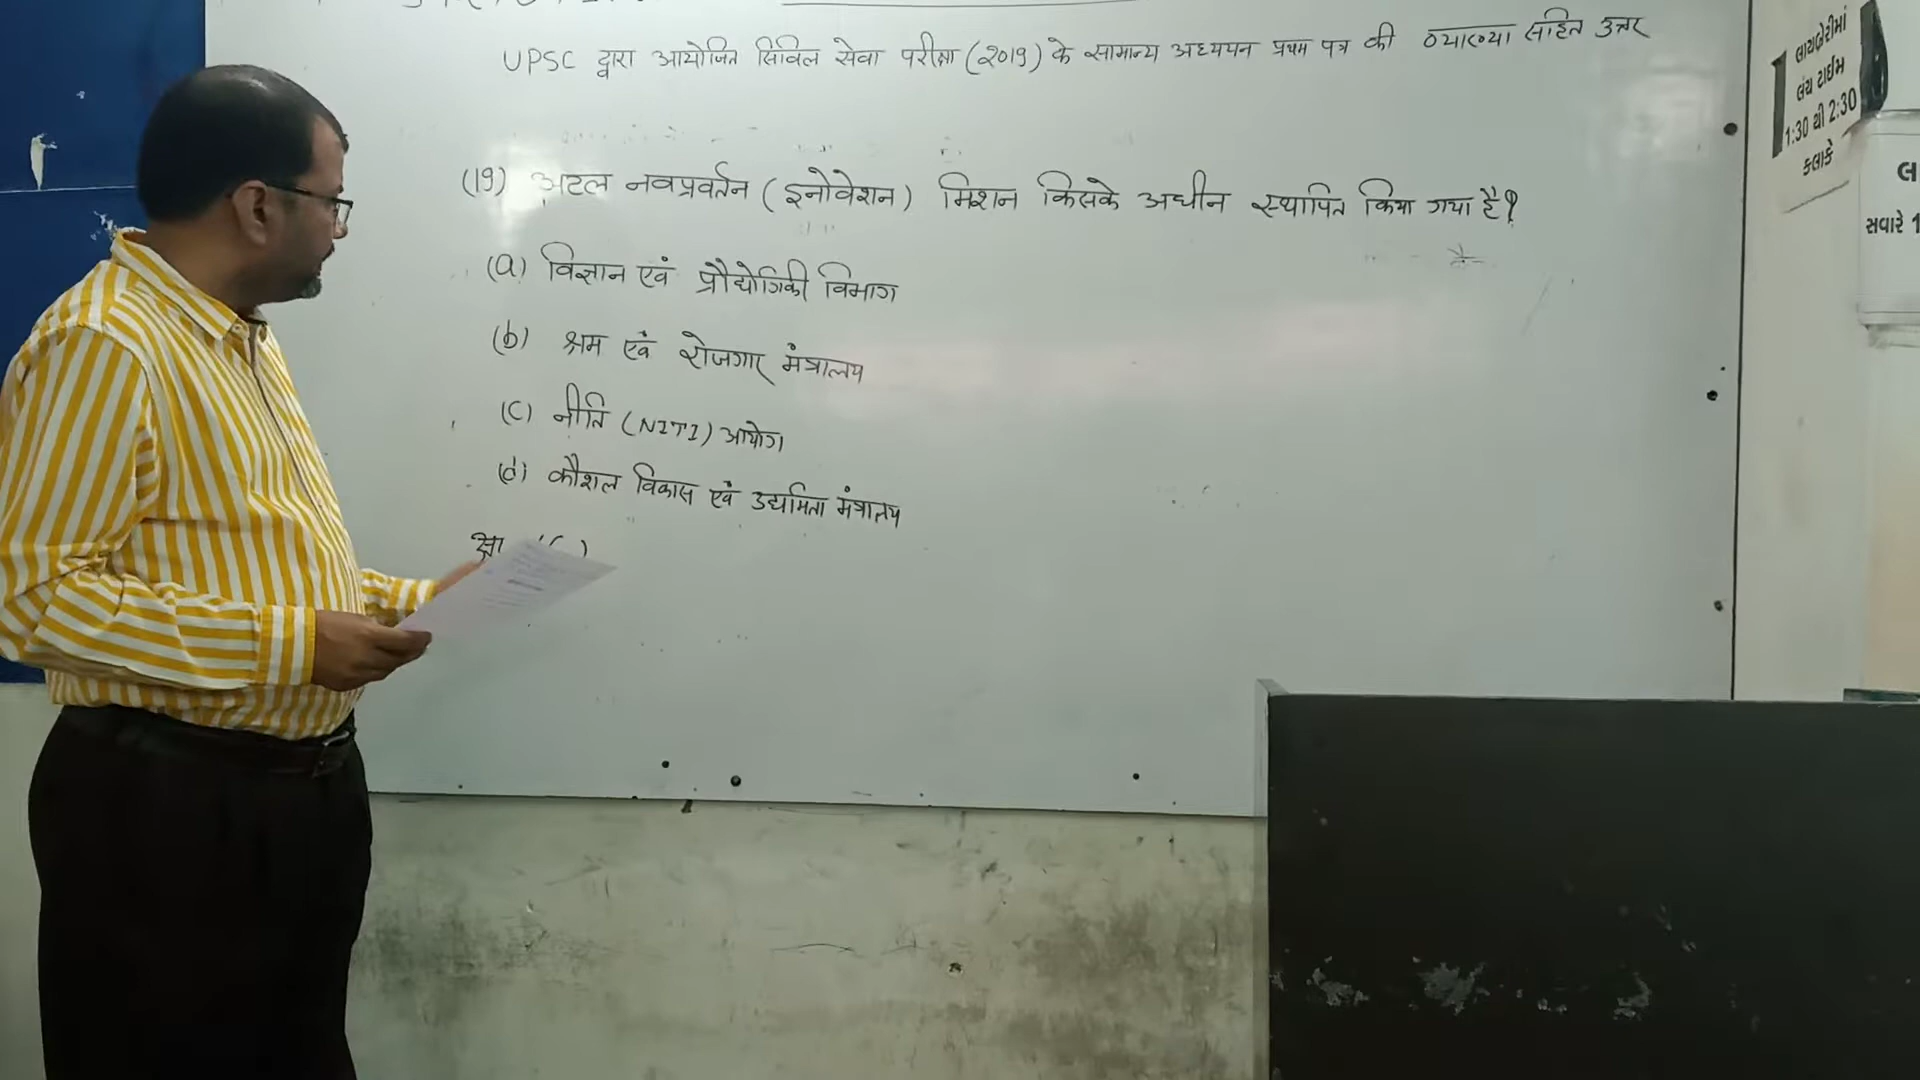 UPSC द्वारा आयोजित सिविल सेवा परीक्षा (2019) के सामान्य अध्ययन प्रथम पत्र की व्याख्या सहित उत्तर
(19) अटल नवप्रवर्तन (इनोवेशन) मिशन किसके अधीन स्थापित किया गया है?
(a) विज्ञान एवं प्रौद्योगिकी विभाग
(b) श्रम एवं रोजगार मंत्रालय
(c) नीति (NITI) आयोग
(d) कौशल विकास एवं उद्यमिता मंत्रालय
લાયબ્રેરીમાં
લંચ ટાઈમ
1:30 થી 2:30
કલાકે
સવારે 1